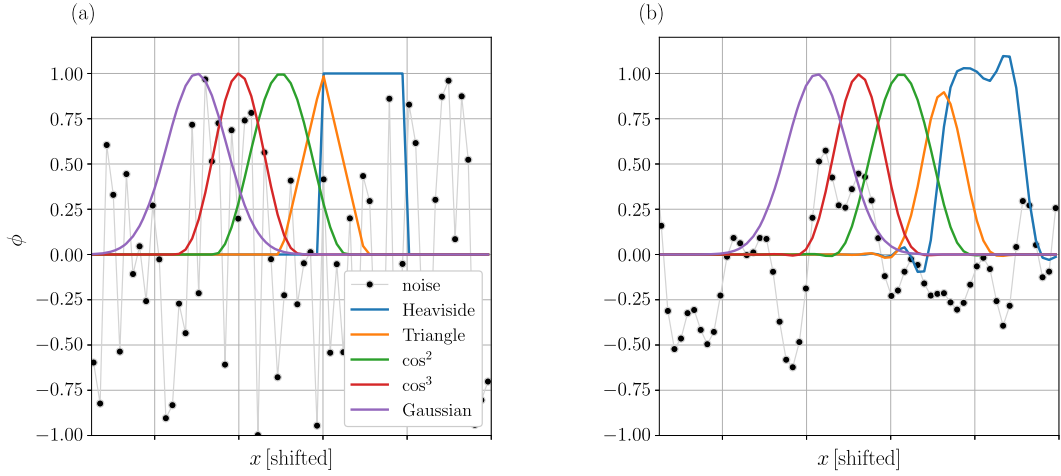 (a)
1.00
0.75
0.50
0.25
0.00
−0.25
−0.50
−0.75
−1.00
ϕ
x [shifted]
noise
Heaviside
Triangle
cos²
cos³
Gaussian
(b)
1.00
0.75
0.50
0.25
0.00
−0.25
−0.50
−0.75
−1.00
x [shifted]